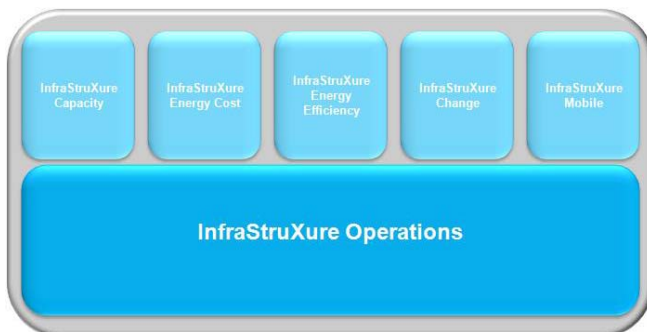 InfraStruXure
Capacity
InfraStruXure
Energy Cost
InfraStruXure
Energy
Efficiency
InfraStruXure
Change
InfraStruXure
Mobile
InfraStruXure Operations